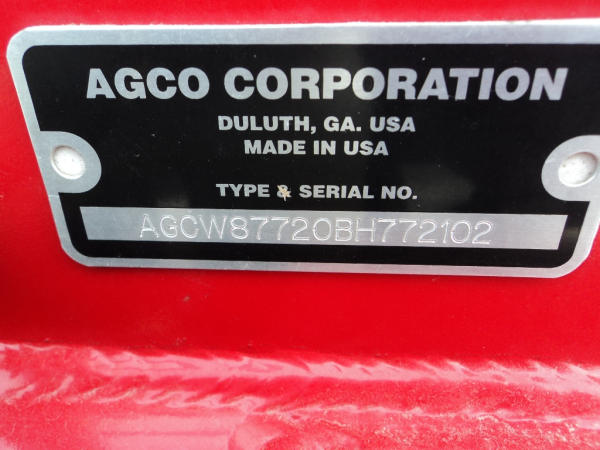 AGCO CORPORATION
DULUTH, GA. USA
MADE IN USA
TYPE & SERIAL NO.
AGCW87720BH772102